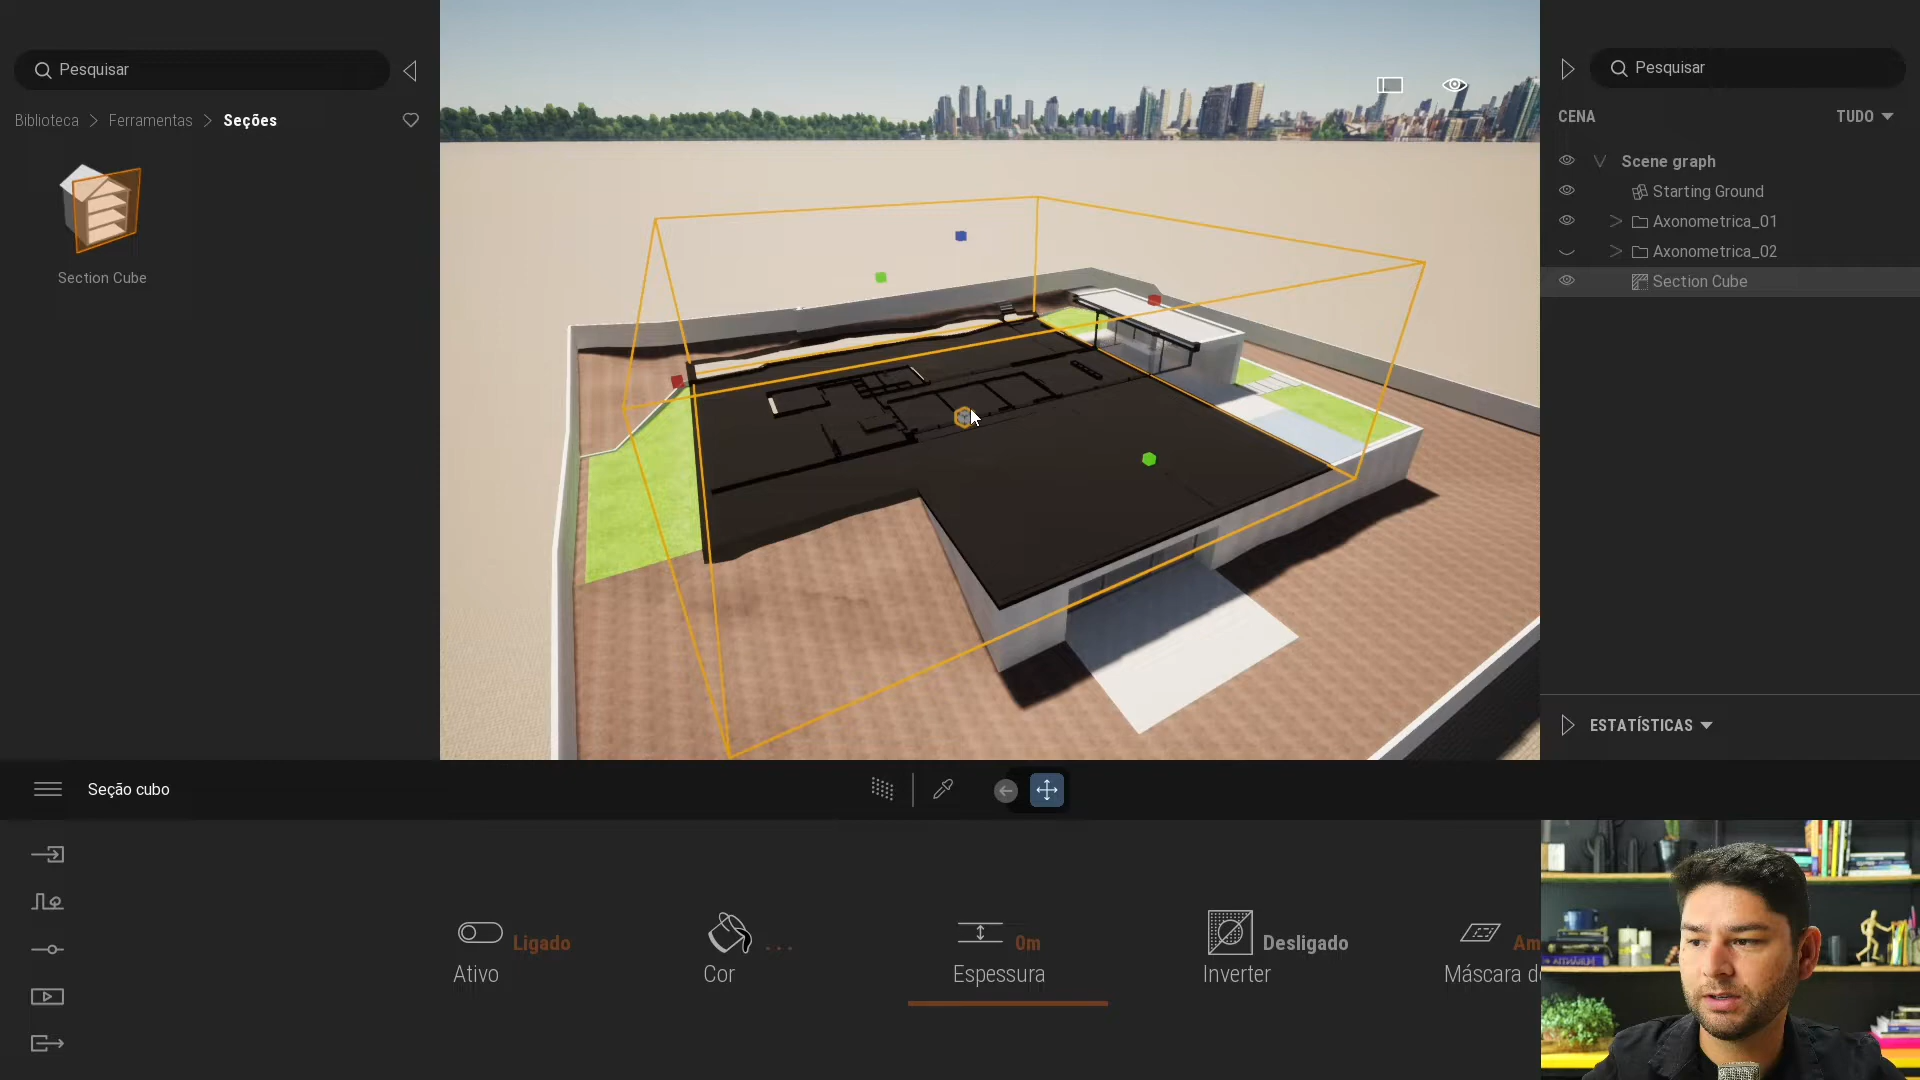 Pesquisar
Biblioteca > Ferramentas > Seções
Section Cube
Pesquisar
CENA
TUDO
Scene graph
Starting Ground
Axonometrica_01
Axonometrica_02
Section Cube
ESTATÍSTICAS
Seção cubo
Ligado
Ativo
...
Cor
0m
Espessura
Desligado
Inverter
Am
Máscara d